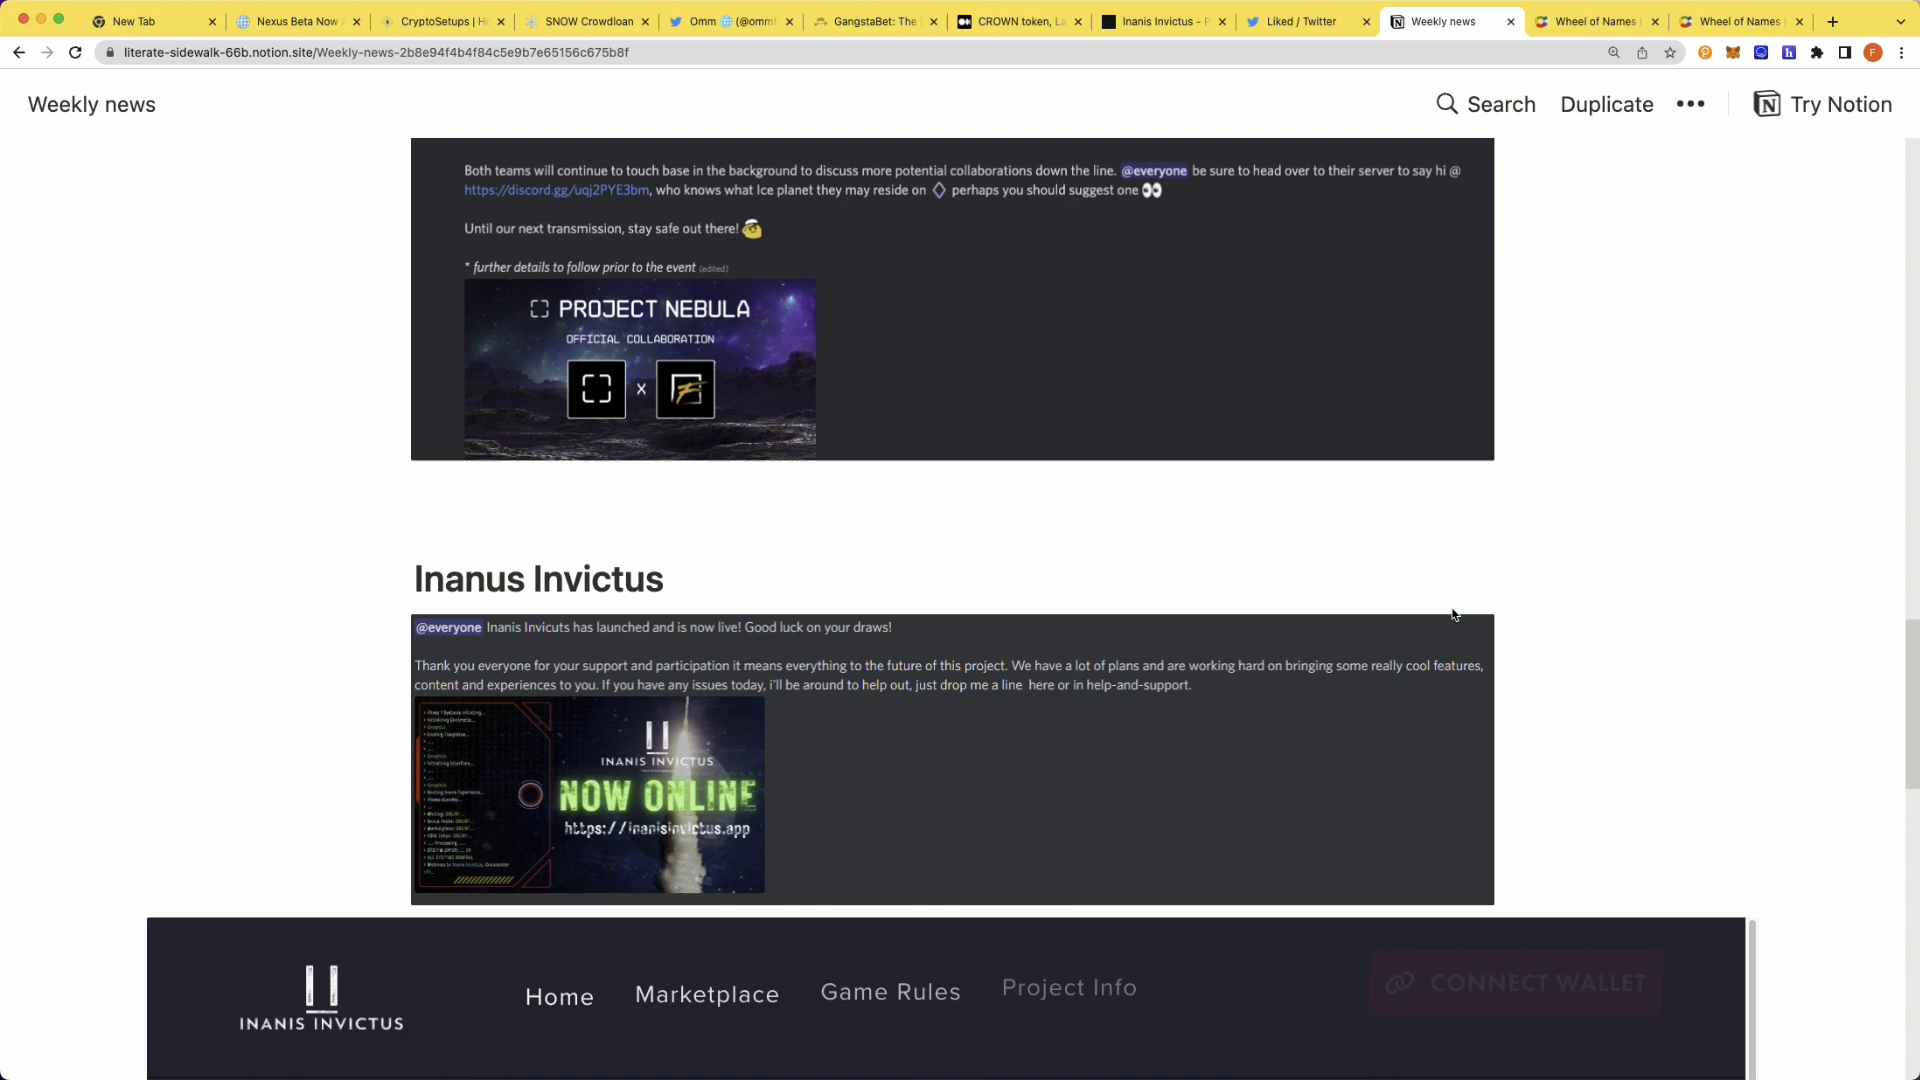 New Tab
Nexus Beta Now
CryptoSetups | H
SNOW Crowdloan
Omm 🌐 (@omm
GangstaBet: The
CROWN token, La
Inanis Invictus - P
Liked / Twitter
Weekly news
Wheel of Names |
Wheel of Names |
literate-sidewalk-66b.notion.site/Weekly-news-2b8e94f4b4f84c5e9b7e65156c675b8f
Weekly news
Search
Duplicate
Try Notion
Both teams will continue to touch base in the background to discuss more potential collaborations down the line. @everyone be sure to head over to their server to say hi @
https://discord.gg/uqj2PYE3bm, who knows what Ice planet they may reside on perhaps you should suggest one 👀
Until our next transmission, stay safe out there!
* further details to follow prior to the event (edited)
PROJECT NEBULA
OFFICIAL COLLABORATION
X
Inanus Invictus
@everyone Inanis Invicuts has launched and is now live! Good luck on your draws!
Thank you everyone for your support and participation it means everything to the future of this project. We have a lot of plans and are working hard on bringing some really cool features,
content and experiences to you. If you have any issues today, i'll be around to help out, just drop me a line here or in help-and-support.
INANIS INVICTUS
NOW ONLINE
https://inanisinvictus.app
INANIS INVICTUS
Home
Marketplace
Game Rules
Project Info
CONNECT WALLET